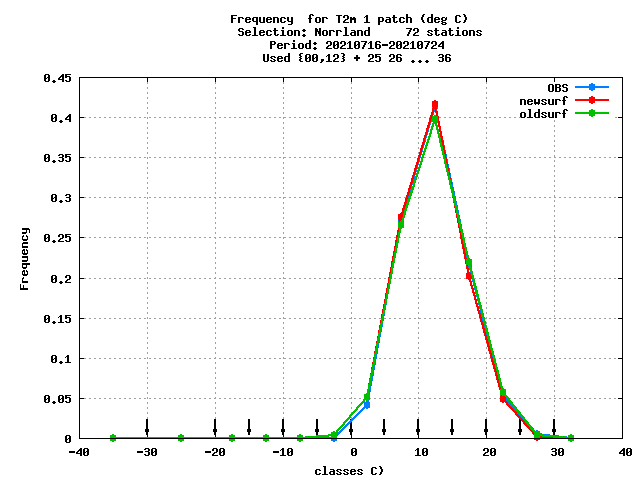 Frequency  for T2m 1 patch (deg C)
Selection: Norrland     72 stations
Period: 20210716-20210724
Used {00,12} + 25 26 ... 36
0.45
OBS
newsurf
0.4
oldsurf
0.35
0.3
0.25
0.2
0.15
0.1
0.05
0
Frequency
-40 -30 -20 -10 0 10 20 30 40
classes C)